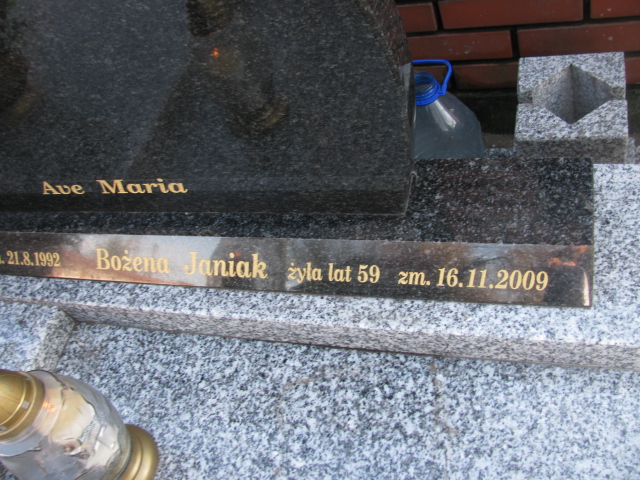 Ave Maria
21.8.1992 Bożena Janiak żyła lat 59 zm. 16.11.2009